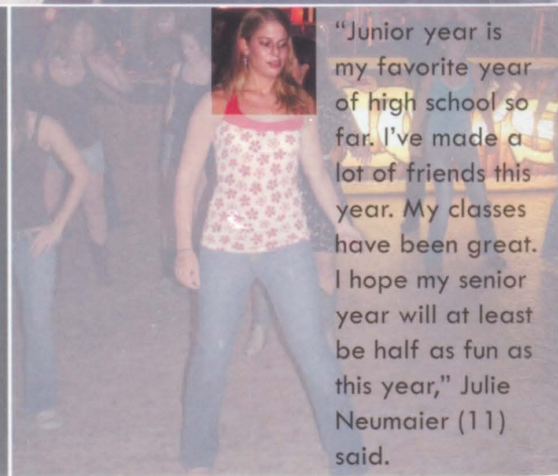 “Junior year is
my favorite year
of high school so
far. I’ve made a
lot of friends this
year. My classes
have been great.
I hope my senior
year will at least
be half as fun as
this year,” Julie
Neumaier (11)
said.